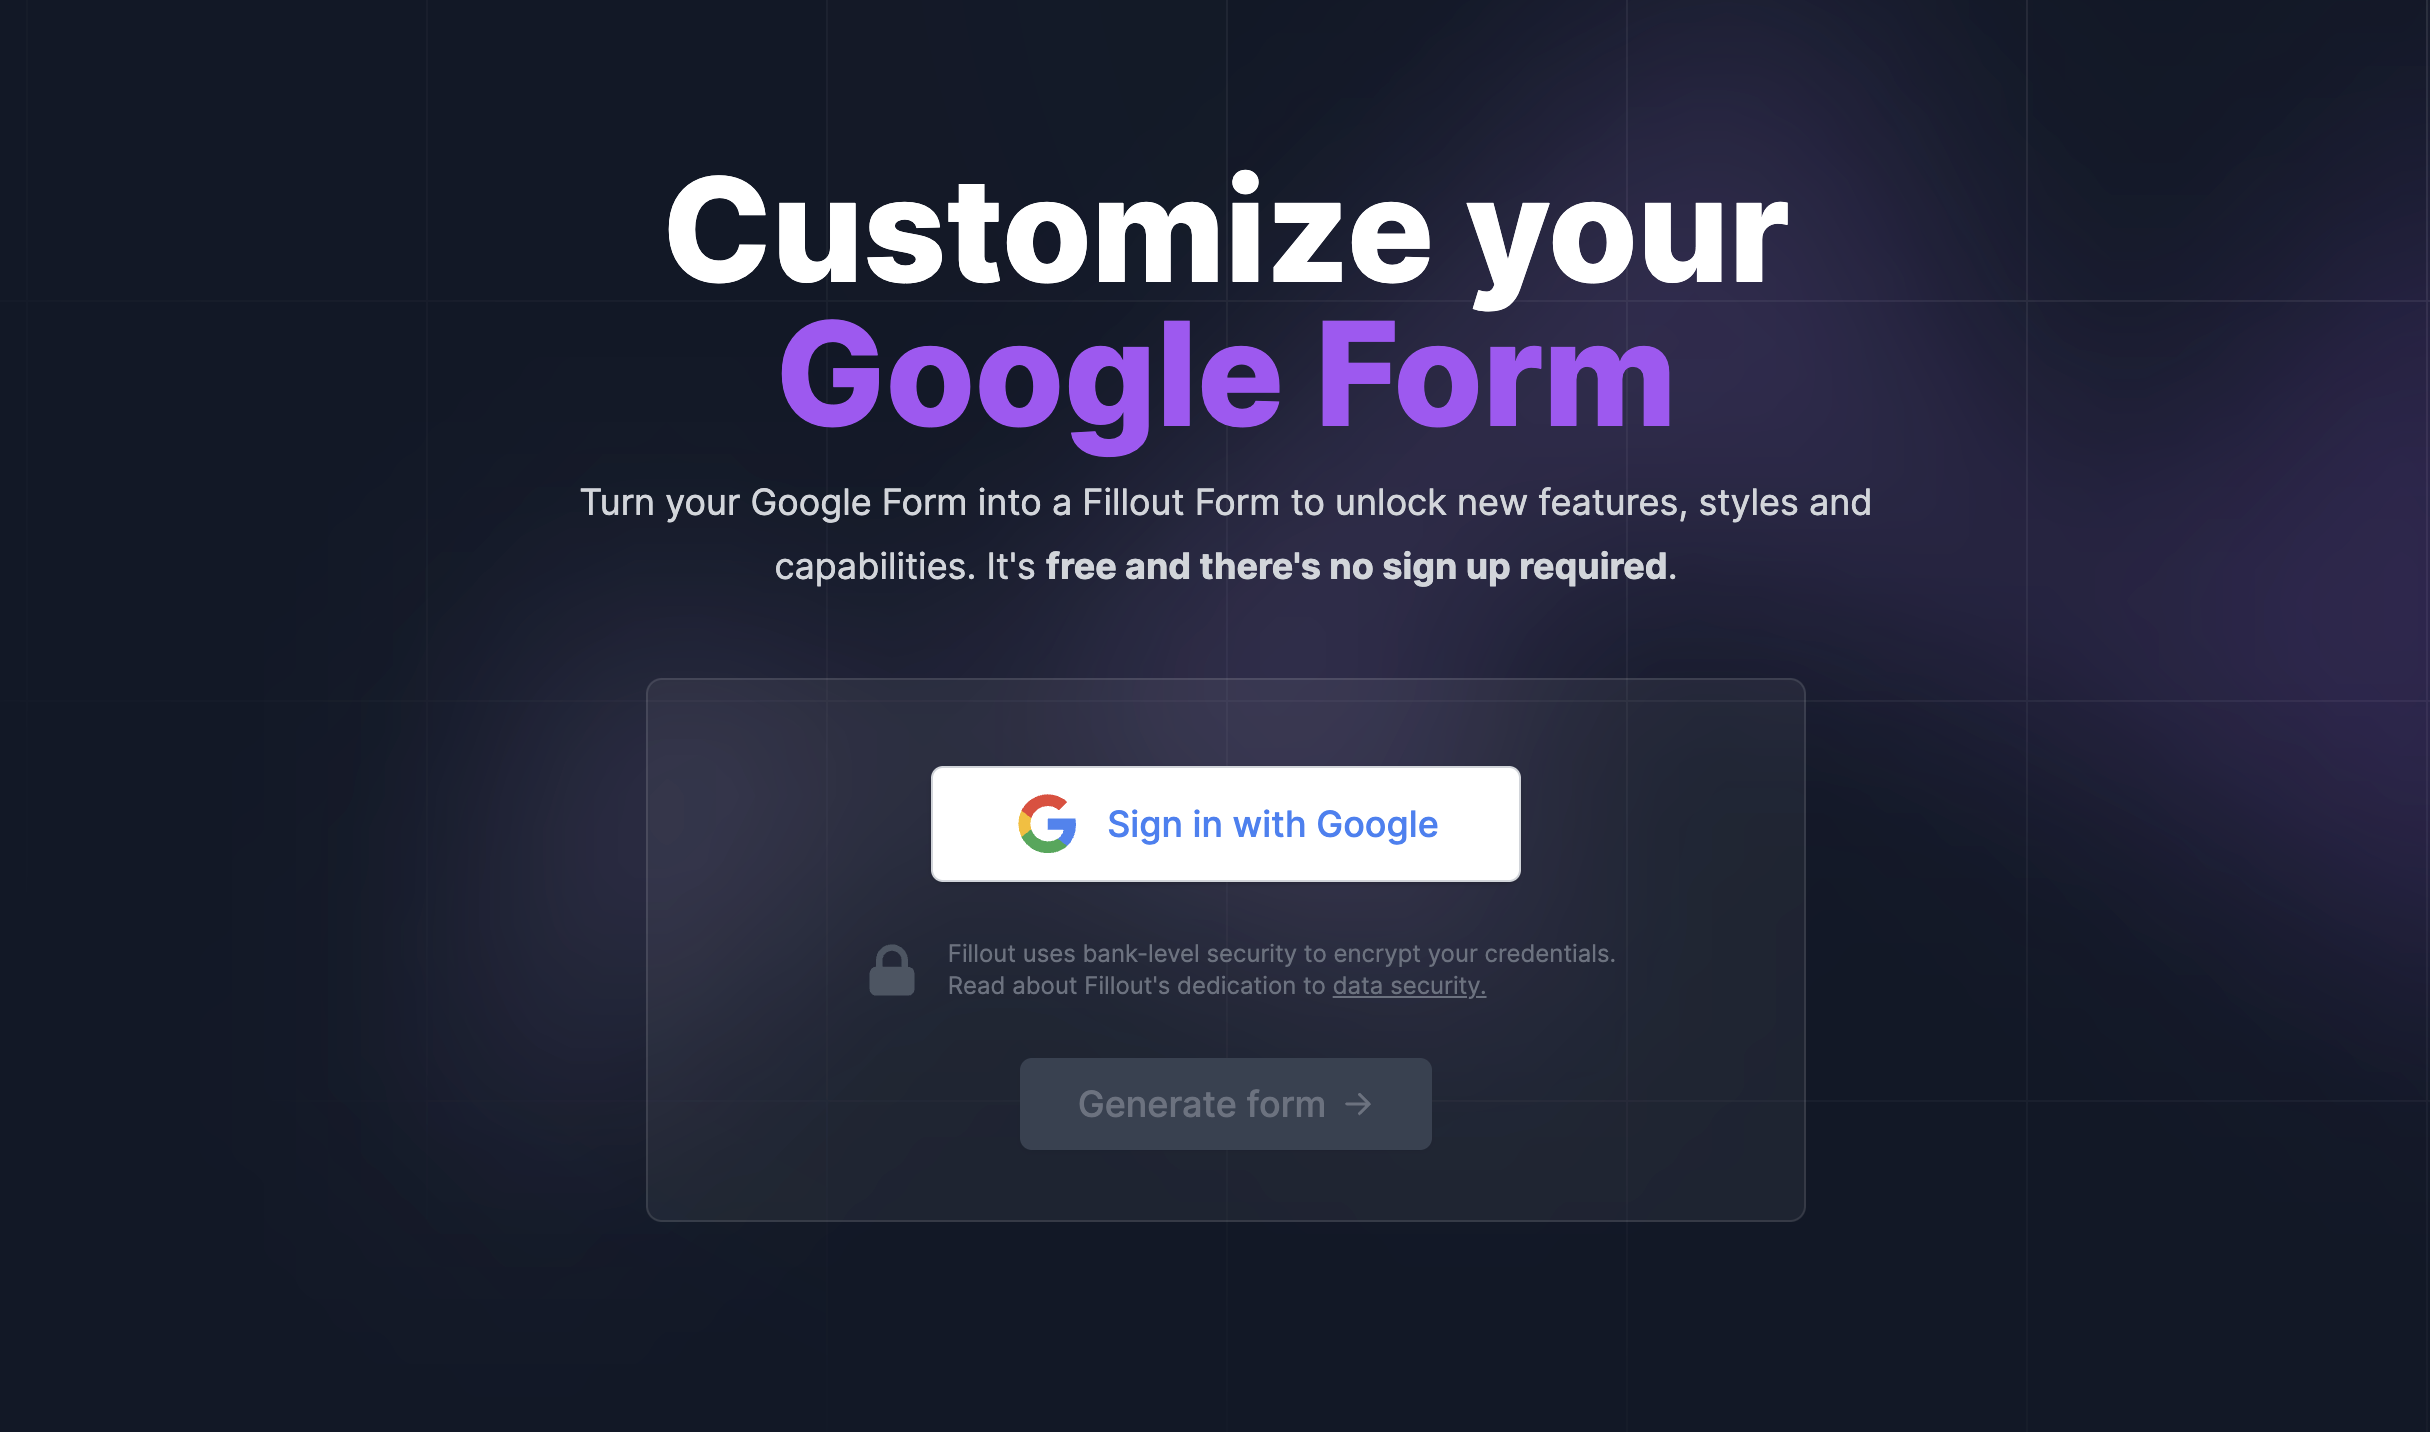 Customize your
Google Form
Turn your Google Form into a Fillout Form to unlock new features, styles and
capabilities. It's free and there's no sign up required.
Sign in with Google
Fillout uses bank-level security to encrypt your credentials.
Read about Fillout's dedication to data security.
Generate form →